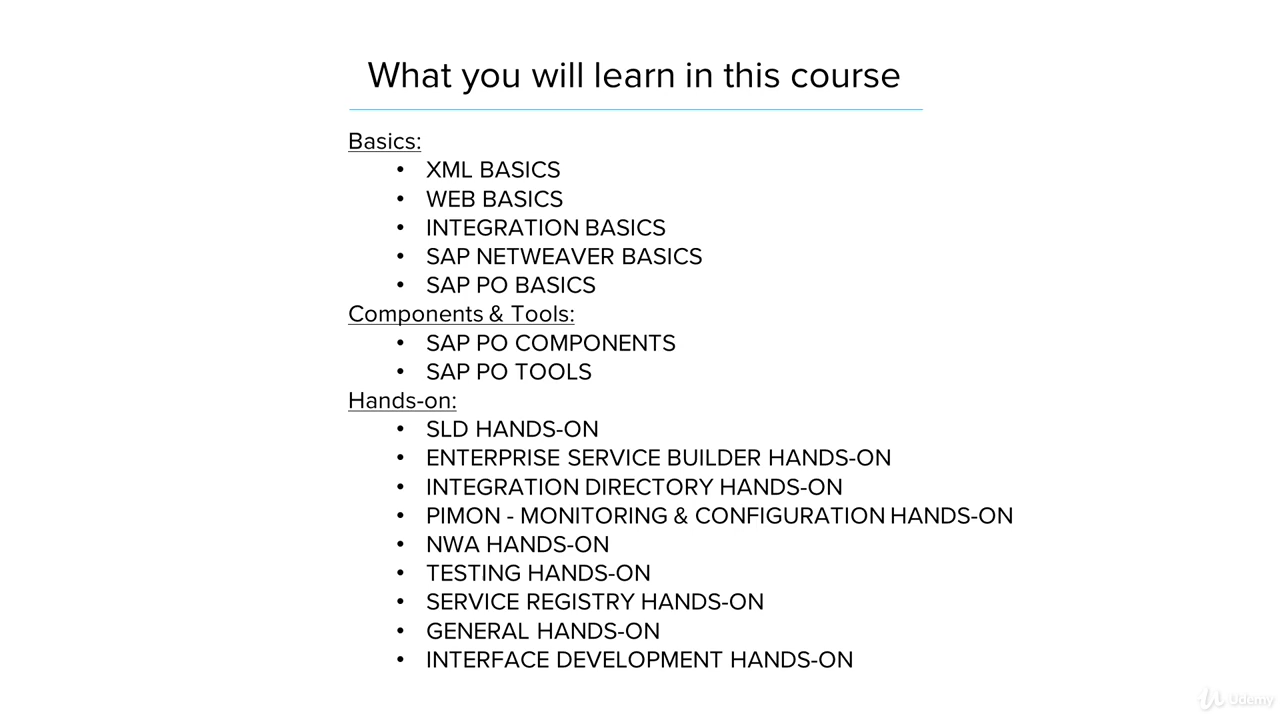 What you will learn in this course
Basics:
• XML BASICS
• WEB BASICS
• INTEGRATION BASICS
• SAP NETWEAVER BASICS
• SAP PO BASICS
Components & Tools:
• SAP PO COMPONENTS
• SAP PO TOOLS
Hands-on:
• SLD HANDS-ON
• ENTERPRISE SERVICE BUILDER HANDS-ON
• INTEGRATION DIRECTORY HANDS-ON
• PIMON - MONITORING & CONFIGURATION HANDS-ON
• NWA HANDS-ON
• TESTING HANDS-ON
• SERVICE REGISTRY HANDS-ON
• GENERAL HANDS-ON
• INTERFACE DEVELOPMENT HANDS-ON
Udemy